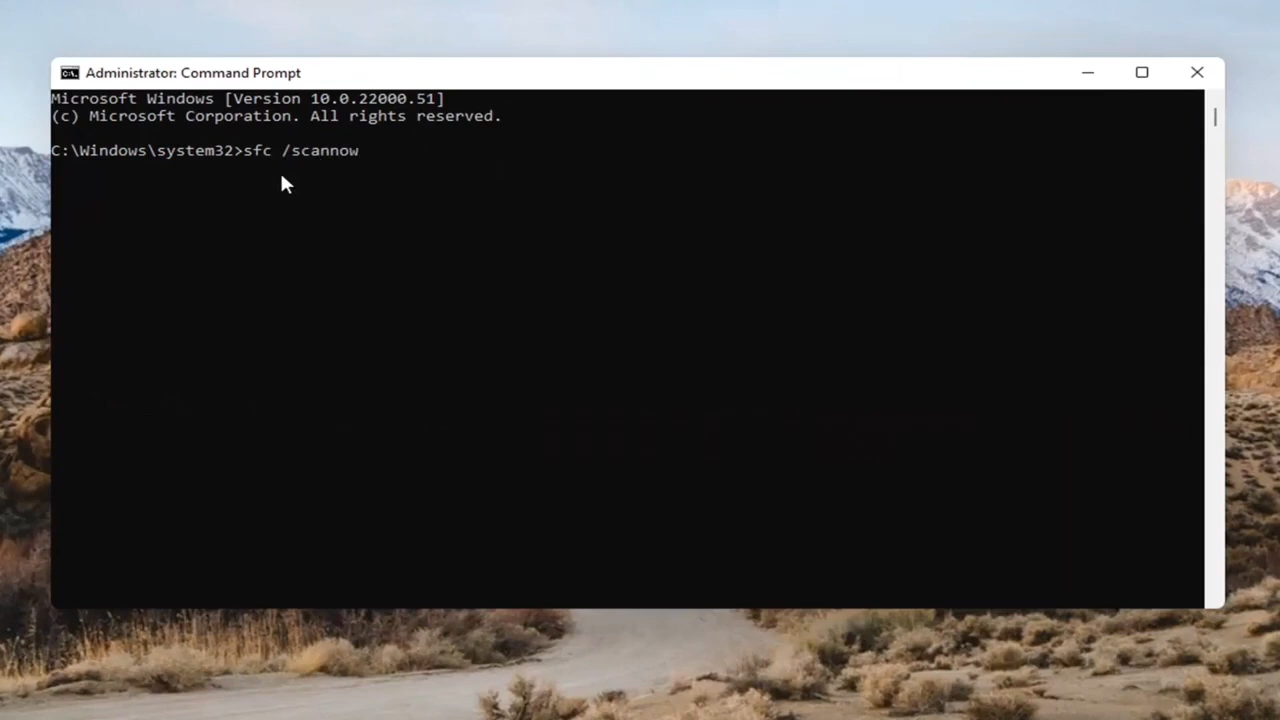 Administrator: Command Prompt
Microsoft Windows [Version 10.0.22000.51]
(c) Microsoft Corporation. All rights reserved.
C:\Windows\system32>sfc /scannow